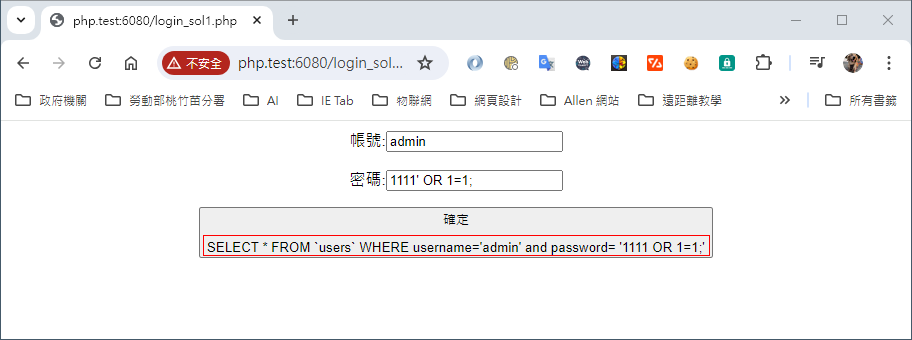 php.test:6080/login_sol1.php
不安全 php.test:6080/login_sol...
政府機關 勞動部桃竹苗分署 AI IE Tab 物聯網 網頁設計 Allen 網站 遠距離教學 所有書籤
帳號: admin
密碼: 1111' OR 1=1;
確定
SELECT * FROM `users` WHERE username='admin' and password= '1111 OR 1=1;'